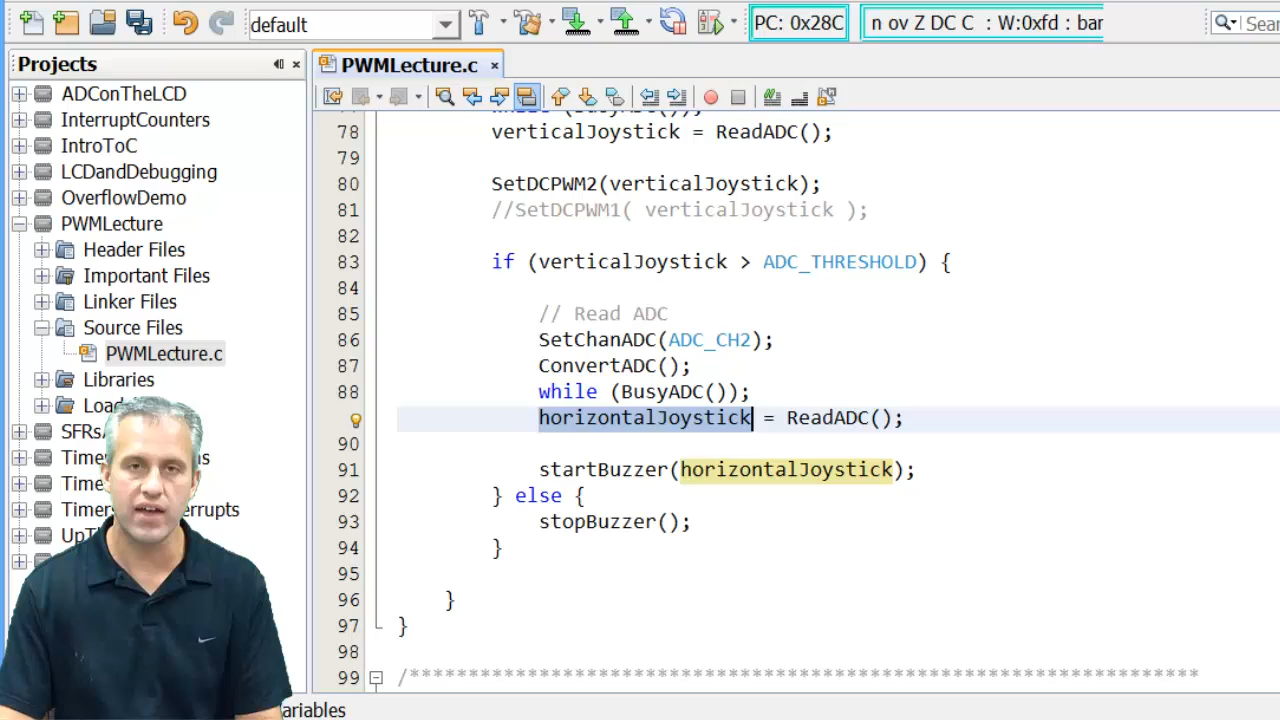 default
PC: 0x28C
n ov Z DC C : W:0xfd : bar
Sear
Projects
PWMLecture.c
ADConTheLCD
InterruptCounters
IntroToC
LCDandDebugging
OverflowDemo
PWMLecture
Header Files
Important Files
Linker Files
Source Files
PWMLecture.c
Libraries
78 verticalJoystick = ReadADC();
79
80 SetDCPWM2(verticalJoystick);
81 //SetDCPWM1( verticalJoystick );
82
83 if (verticalJoystick > ADC_THRESHOLD) {
84
85 // Read ADC
86 SetChanADC(ADC_CH2);
87 ConvertADC();
88 while (BusyADC());
horizontalJoystick = ReadADC();
90
91 startBuzzer(horizontalJoystick);
92 } else {
93 stopBuzzer();
94 }
95
96 }
97 }
98
99 /*******************************************************************
ariables